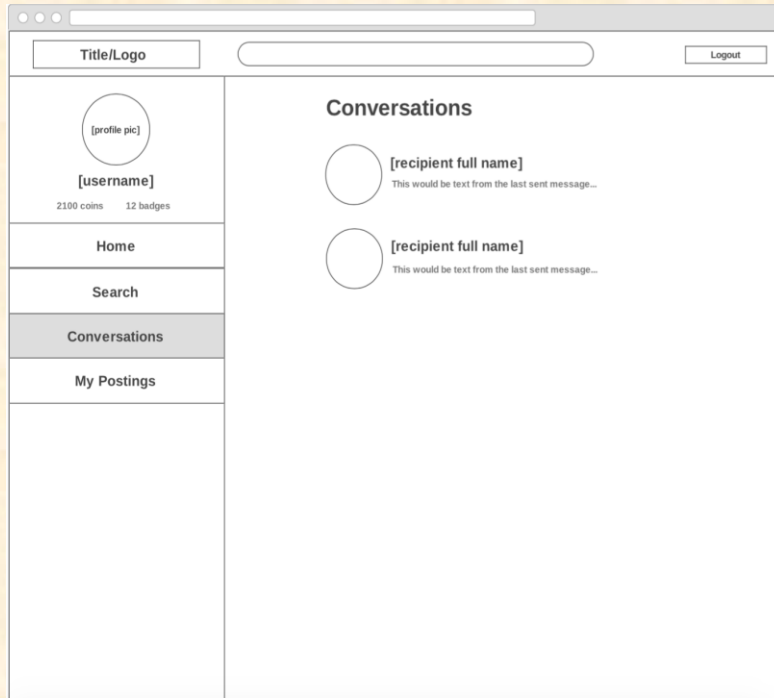 Title/Logo
Logout
[profile pic]
[username]
2100 coins 12 badges
Home
Search
Conversations
My Postings
Conversations
[recipient full name]
This would be text from the last sent message...
[recipient full name]
This would be text from the last sent message...